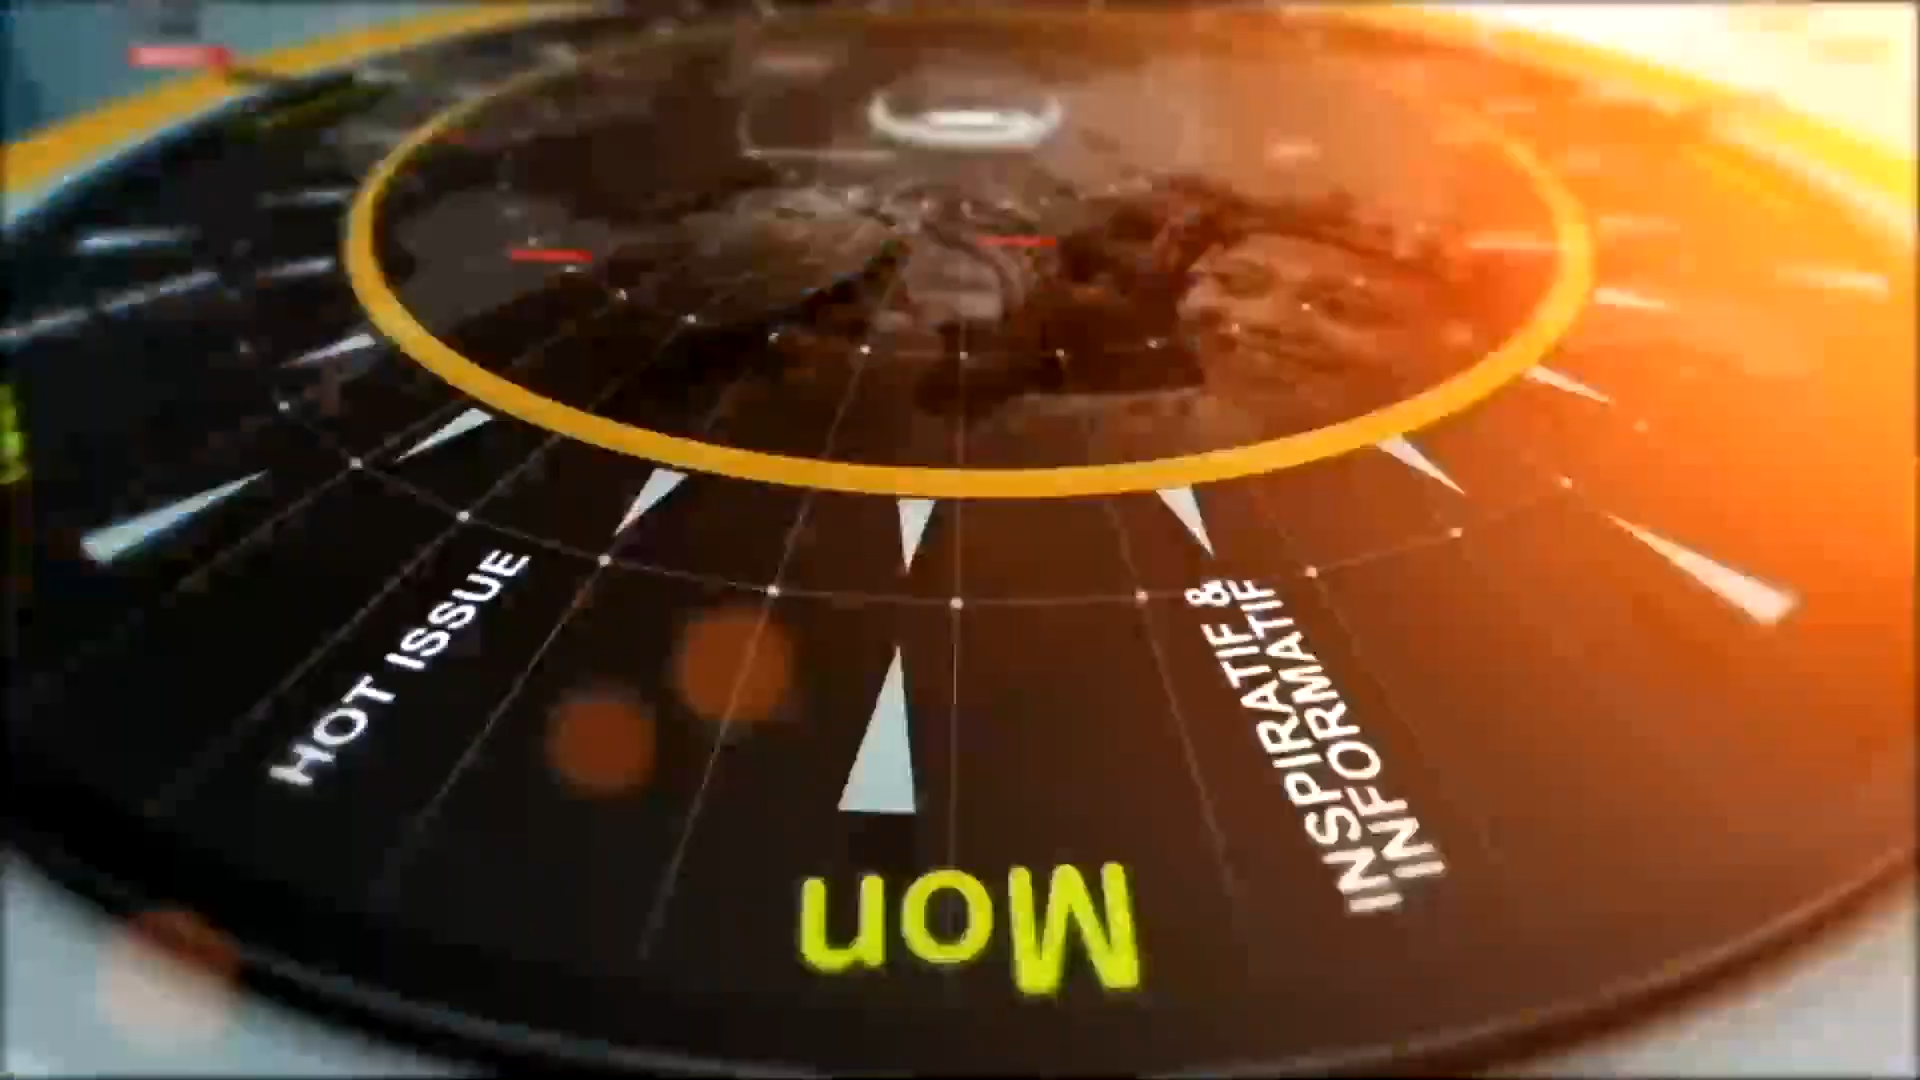 HOT ISSUE
INSPIRATIF &
INFORMATIF
Mon